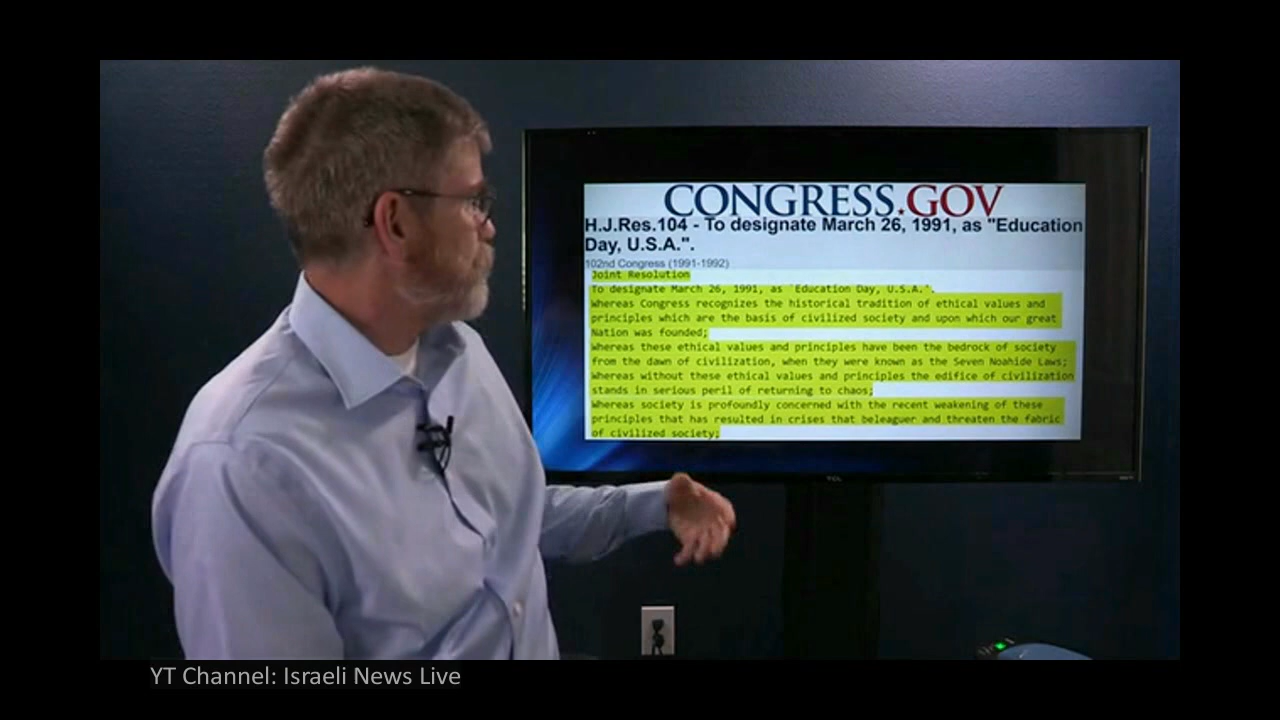 CONGRESS.GOV
H.J.Res.104 - To designate March 26, 1991, as "Education
Day, U.S.A.".
102nd Congress (1991-1992)
Joint Resolution
To designate March 26, 1991, as `Education Day, U.S.A.'.
Whereas Congress recognizes the historical tradition of ethical values and
principles which are the basis of civilized society and upon which our great
Nation was founded;
Whereas these ethical values and principles have been the bedrock of society
from the dawn of civilization, when they were known as the Seven Noahide Laws;
Whereas without these ethical values and principles the edifice of civilization
stands in serious peril of returning to chaos;
Whereas society is profoundly concerned with the recent weakening of these
principles that has resulted in crises that beleaguer and threaten the fabric
of civilized society;
TCL
YT Channel: Israeli News Live